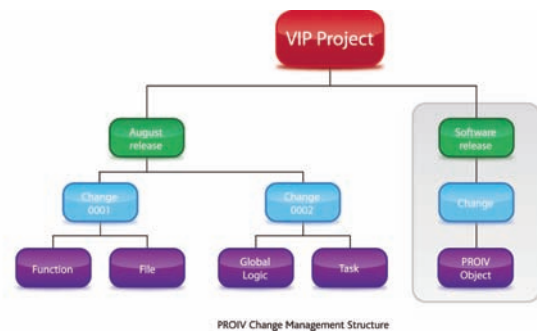 VIP Project
August
release
Software
release
Change
0001
Change
0002
Change
Function
File
Global
Logic
Task
PROIV
Object
PROIV Change Management Structure